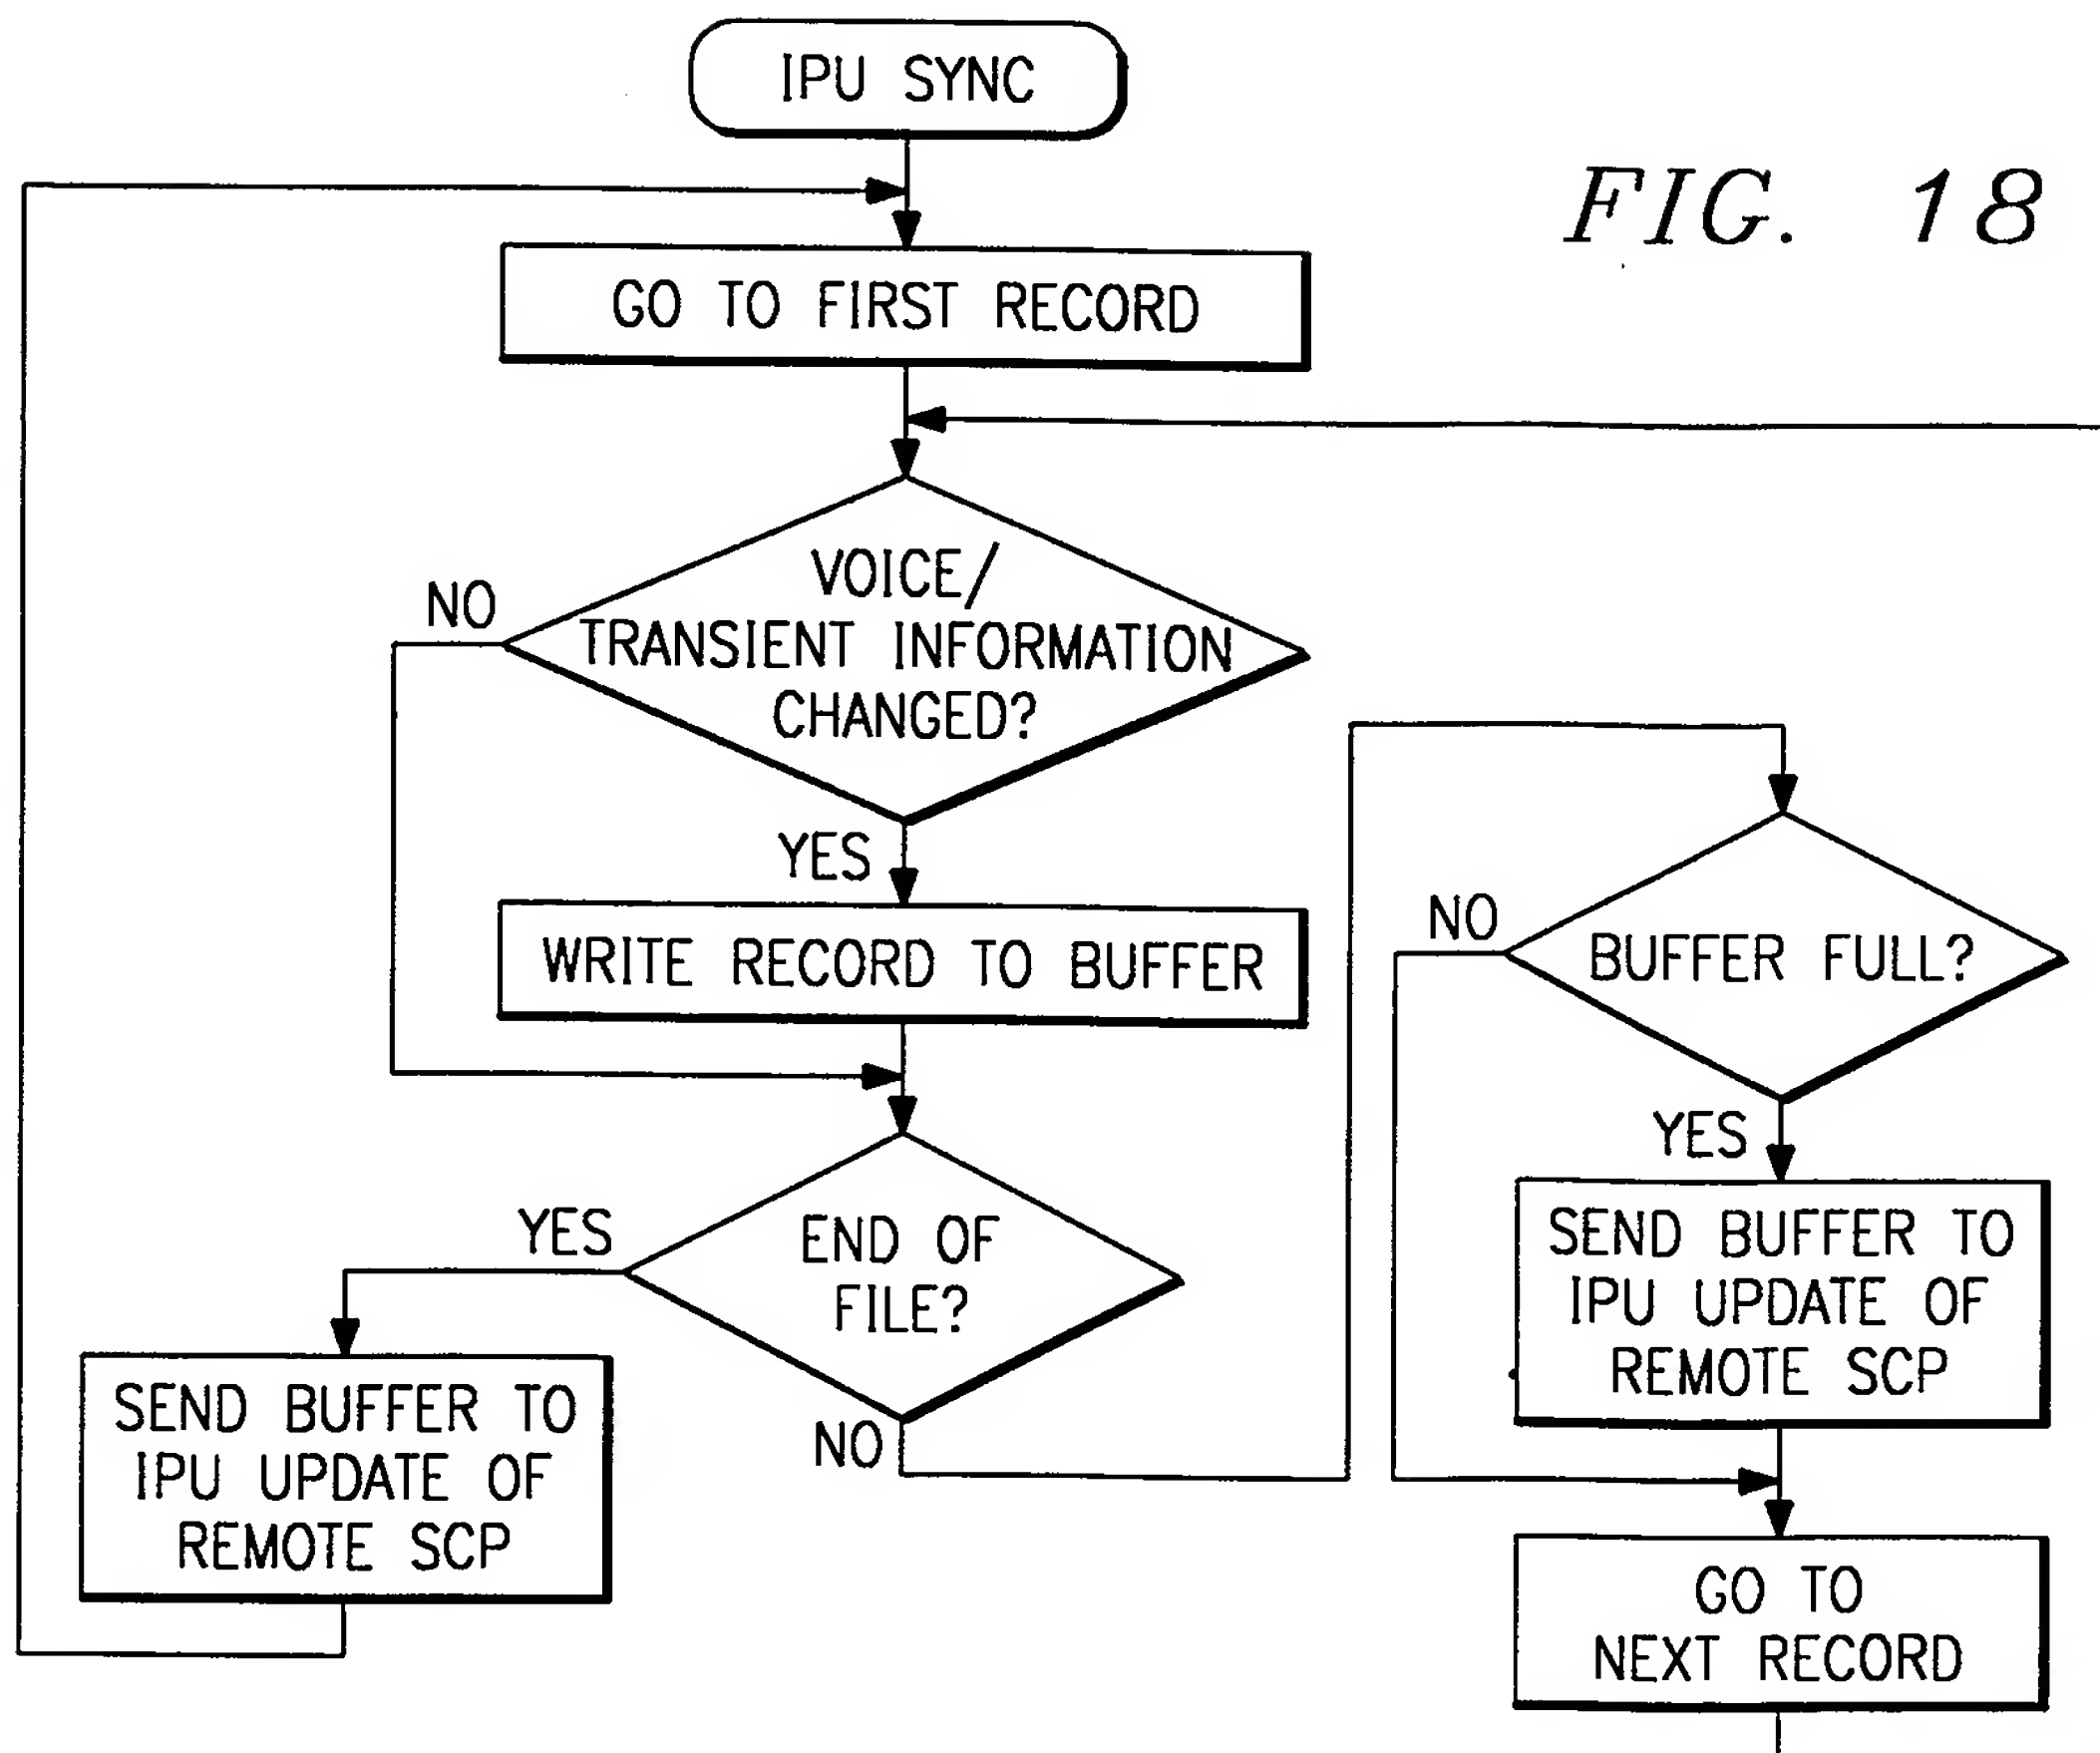 IPU SYNC
FIG. 18
GO TO FIRST RECORD
VOICE/
TRANSIENT INFORMATION
CHANGED?
NO
YES
WRITE RECORD TO BUFFER
END OF
FILE?
YES
NO
SEND BUFFER TO
IPU UPDATE OF
REMOTE SCP
BUFFER FULL?
NO
YES
SEND BUFFER TO
IPU UPDATE OF
REMOTE SCP
GO TO
NEXT RECORD